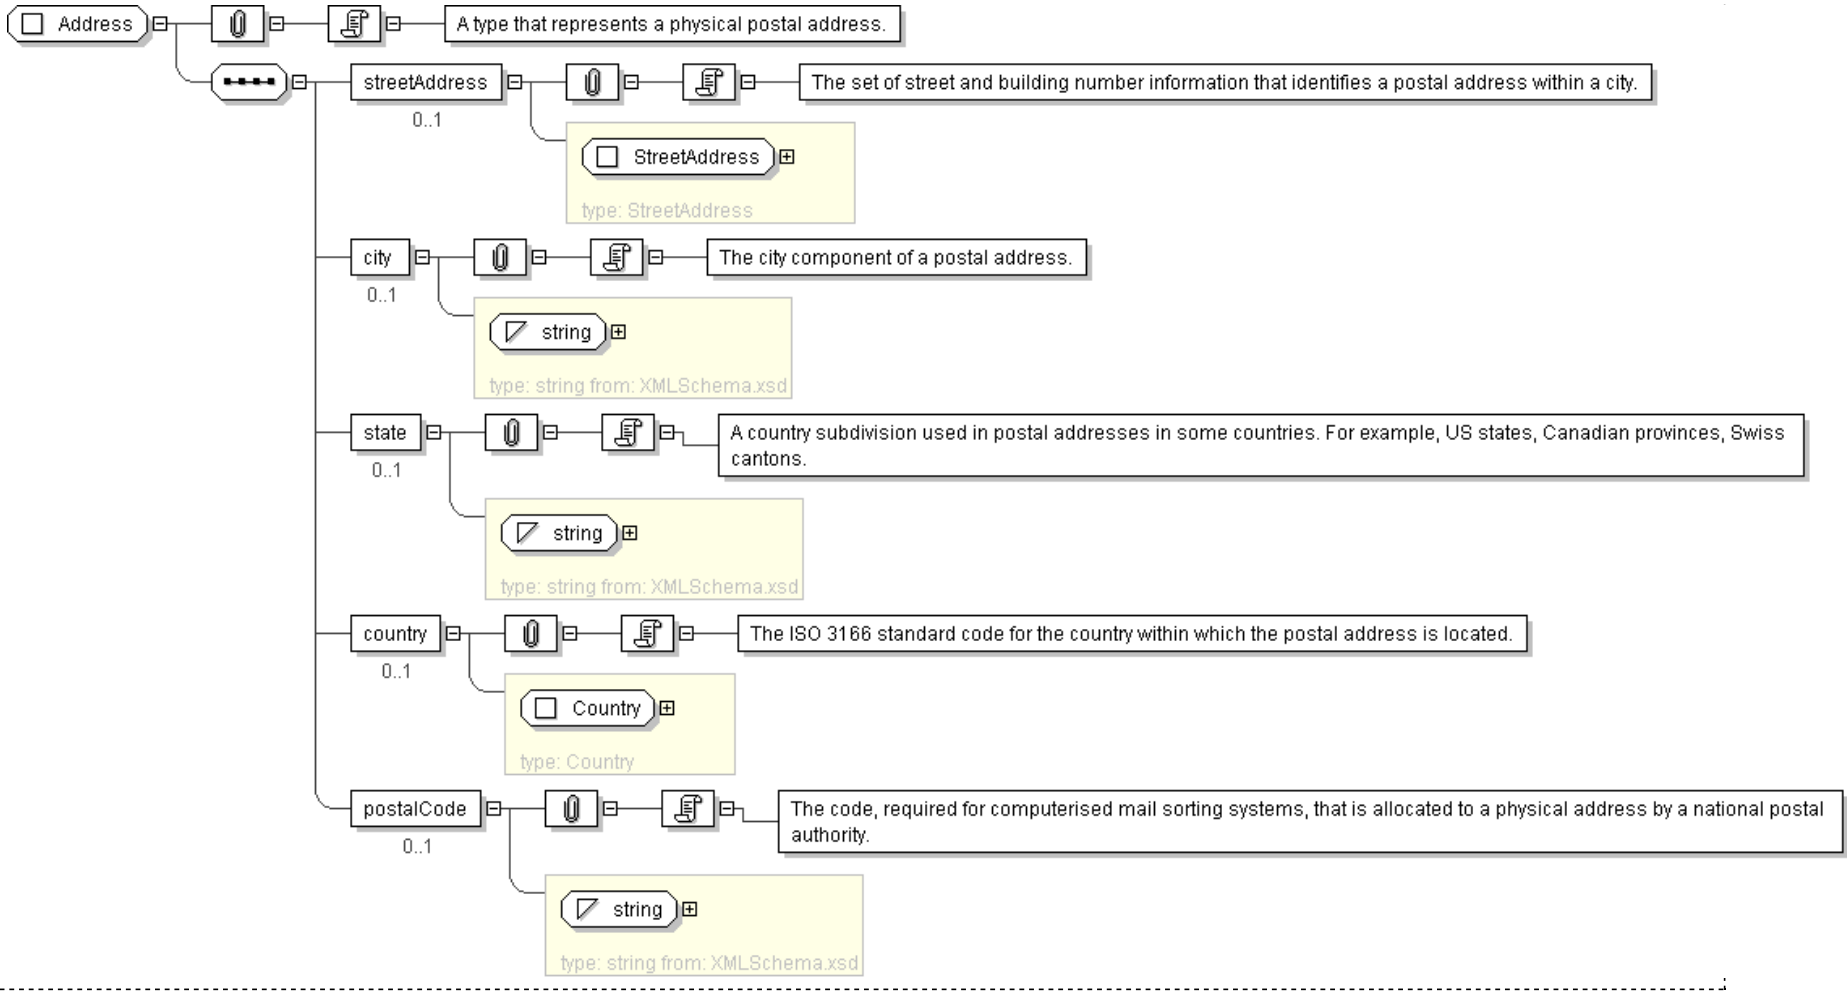 Address
A type that represents a physical postal address.
streetAddress
The set of street and building number information that identifies a postal address within a city.
0..1
StreetAddress
type: StreetAddress
city
The city component of a postal address.
0..1
string
type: string from: XMLSchema.xsd
state
A country subdivision used in postal addresses in some countries. For example, US states, Canadian provinces, Swiss
cantons.
0..1
string
type: string from: XMLSchema.xsd
country
The ISO 3166 standard code for the country within which the postal address is located.
0..1
Country
type: Country
postalCode
The code, required for computerised mail sorting systems, that is allocated to a physical address by a national postal
authority.
0..1
string
type: string from: XMLSchema.xsd